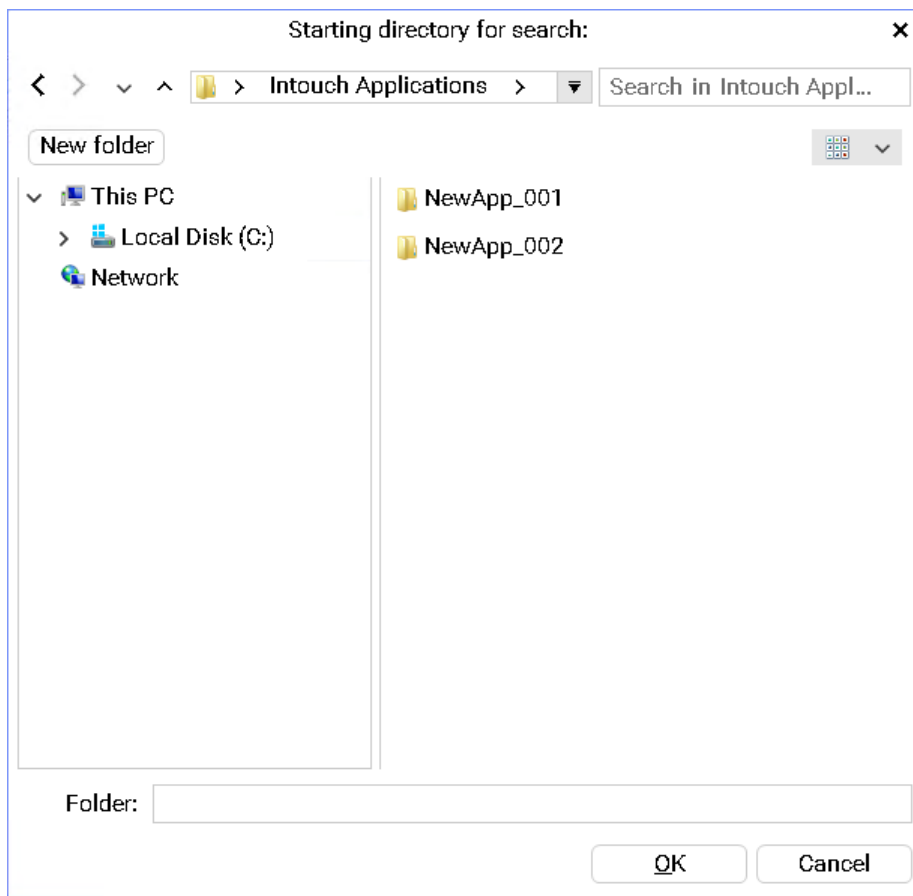 Starting directory for search:
Intouch Applications
Search in Intouch Appl...
New folder
This PC
Local Disk (C:)
Network
NewApp_001
NewApp_002
Folder:
OK
Cancel